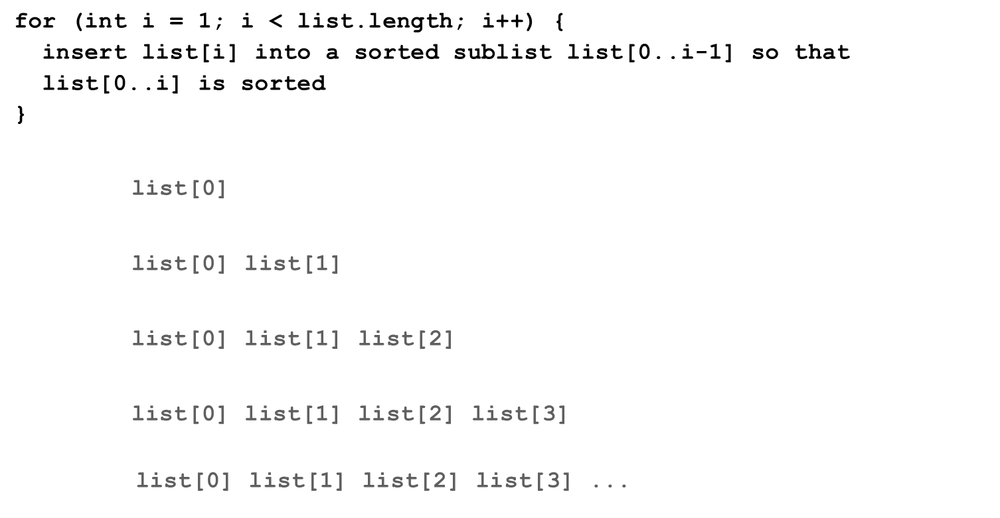 for (int i = 1; i < list.length; i++) {
  insert list[i] into a sorted sublist list[0..i-1] so that
  list[0..i] is sorted
}
list[0]
list[0] list[1]
list[0] list[1] list[2]
list[0] list[1] list[2] list[3]
list[0] list[1] list[2] list[3] ...